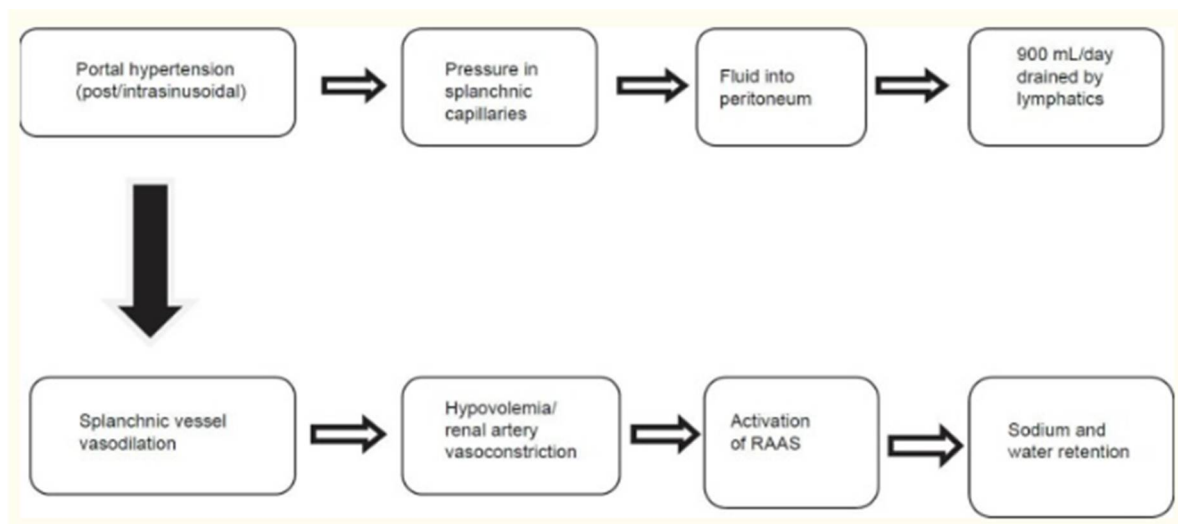 Portal hypertension
(post/intrasinusoidal)
Pressure in
splanchnic
capillaries
Fluid into
peritoneum
900 mL/day
drained by
lymphatics
Splanchnic vessel
vasodilation
Hypovolemia/
renal artery
vasoconstriction
Activation
of RAAS
Sodium and
water retention